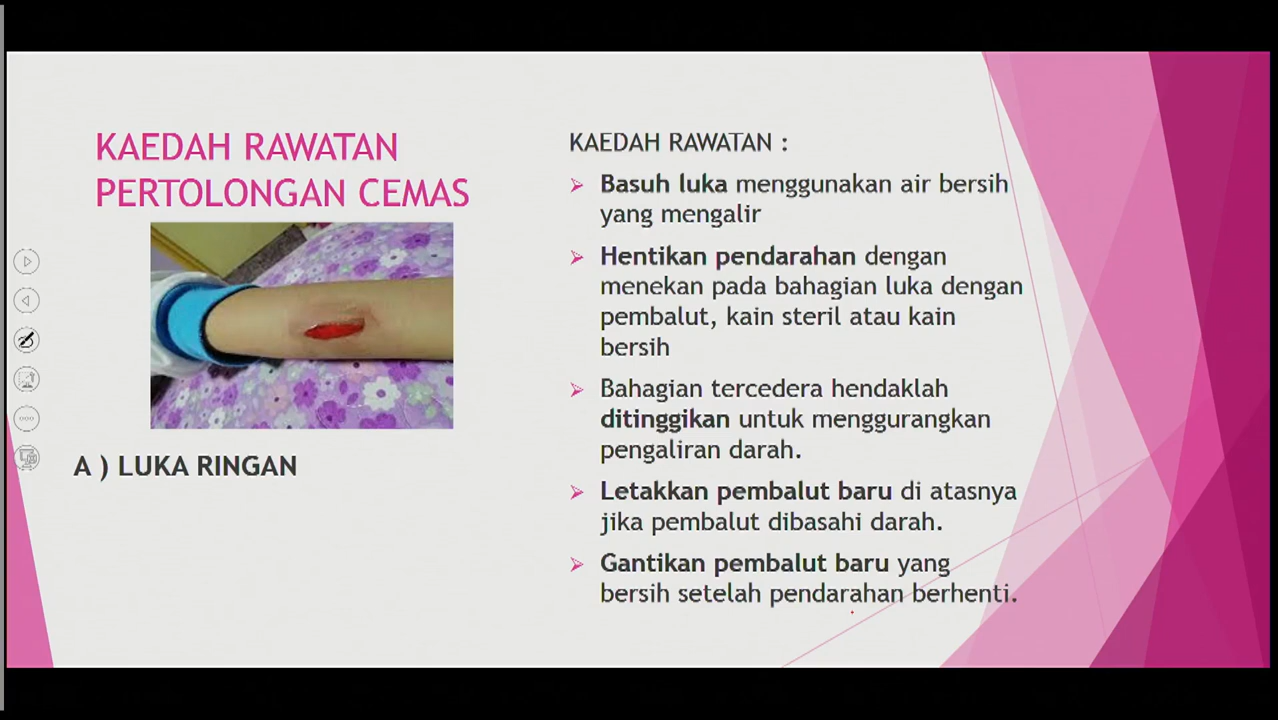 KAEDAH RAWATAN
PERTOLONGAN CEMAS
A ) LUKA RINGAN
KAEDAH RAWATAN :
Basuh luka menggunakan air bersih
yang mengalir
Hentikan pendarahan dengan
menekan pada bahagian luka dengan
pembalut, kain steril atau kain
bersih
Bahagian tercedera hendaklah
ditinggikan untuk menggurangkan
pengaliran darah.
Letakkan pembalut baru di atasnya
jika pembalut dibasahi darah.
Gantikan pembalut baru yang
bersih setelah pendarahan berhenti.